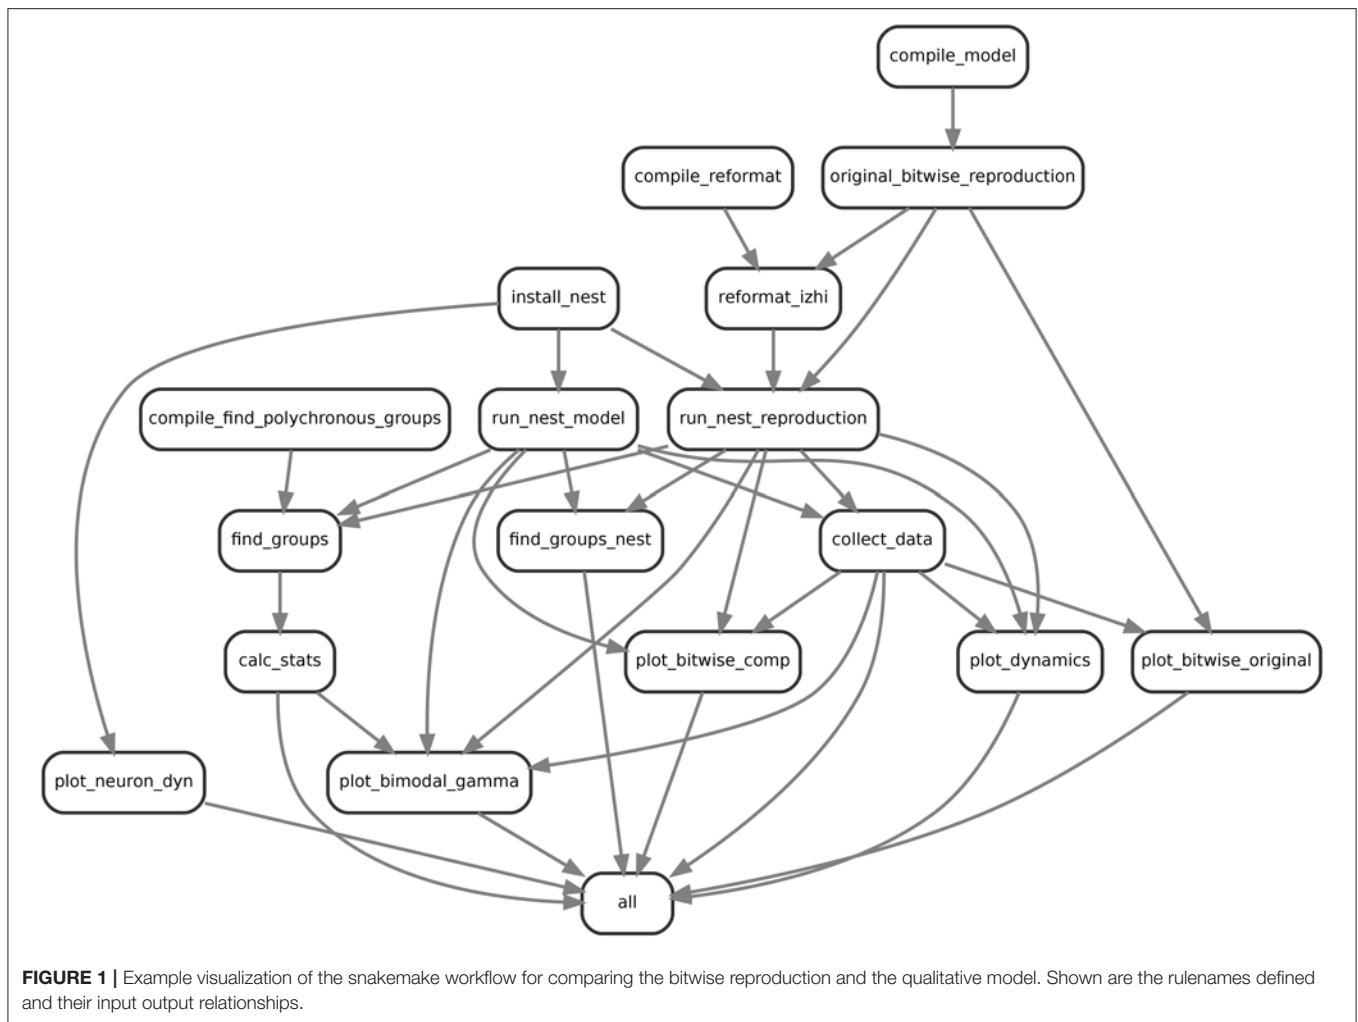 compile_model
compile_reformat
original_bitwise_reproduction
install_nest
reformat_izhi
compile_find_polychronous_groups
run_nest_model
run_nest_reproduction
find_groups
find_groups_nest
collect_data
calc_stats
plot_bitwise_comp
plot_dynamics
plot_bitwise_original
plot_neuron_dyn
plot_bimodal_gamma
all
FIGURE 1 | Example visualization of the snakemake workflow for comparing the bitwise reproduction and the qualitative model. Shown are the rulenames defined
and their input output relationships.